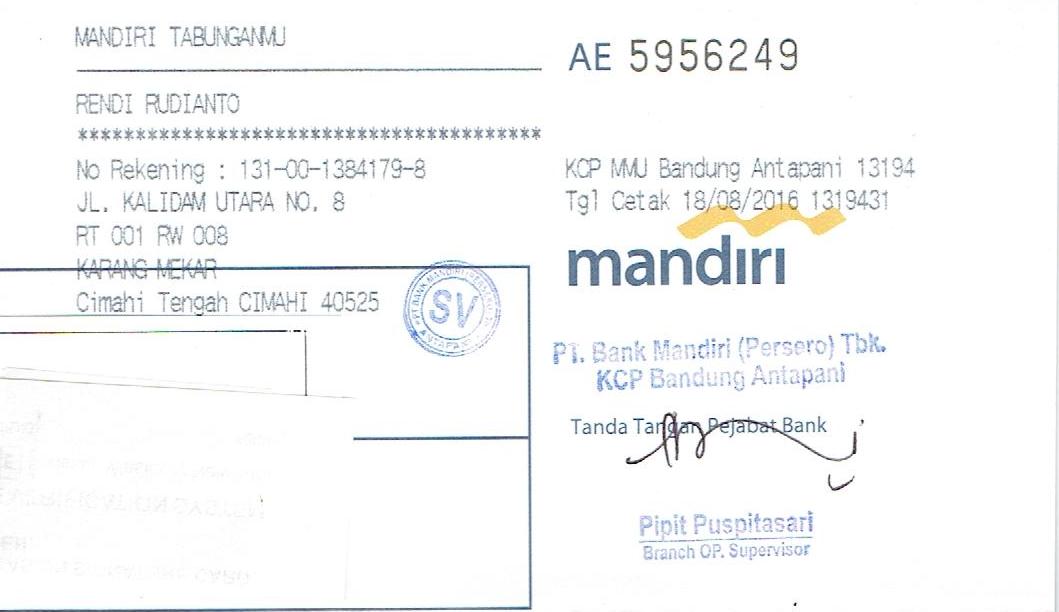 MANDIRI TABUNGANMU
AE 5956249
RENDI RUDIANTO
******************************************
No Rekening : 131-00-1384179-8
JL. KALIDAM UTARA NO. 8
RT 001 RW 008
KARANG MEKAR
Cimahi Tengah CIMAHI 40525
KCP MMU Bandung Antapani 13194
Tgl Cetak 18/08/2016 1319431
mandiri
PT BANK MANDIRI (PERSERO)
SV
ANTAPANI
PT. Bank Mandiri (Persero) Tbk.
KCP Bandung Antapani
Tanda Tangan Pejabat Bank
Pipit Puspitasari
Branch OP. Supervisor